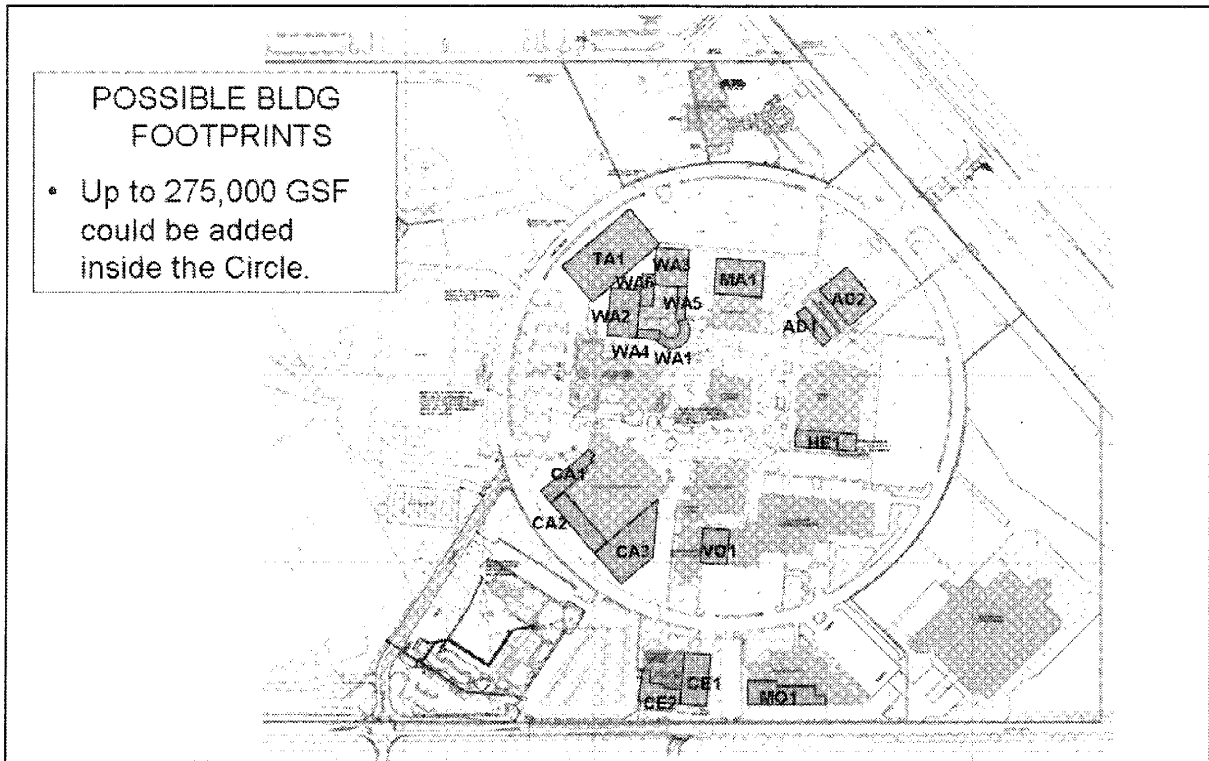 POSSIBLE BLDG
FOOTPRINTS
• Up to 275,000 GSF
could be added
inside the Circle.
TA1
WA3
WA6
MA1
WA5
AD2
WA2
AD1
WA4
WA1
HE1
CA1
CA2
CA3
VO1
CE1
CE2
MO1